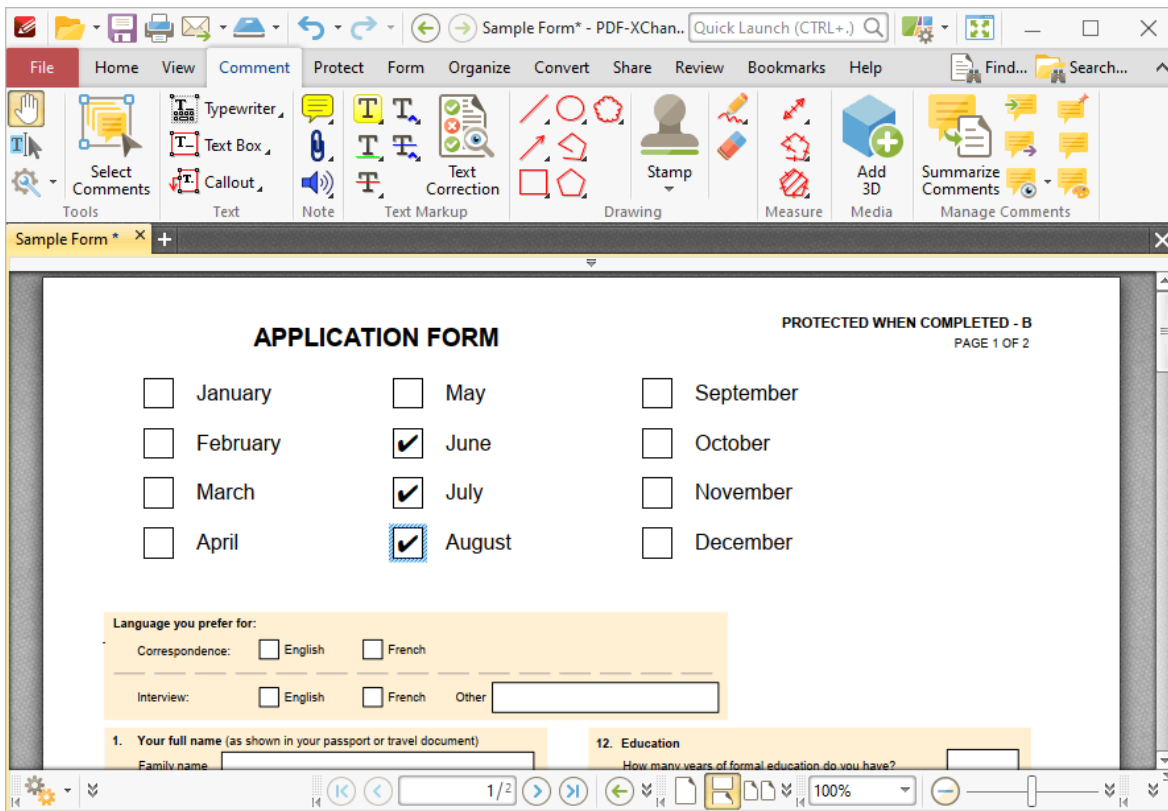 Sample Form* - PDF-XChan.. Quick Launch (CTRL+.)
File Home View Comment Protect Form Organize Convert Share Review Bookmarks Help Find... Search...
Select Comments
Typewriter
Text Box
Callout
Text Correction
Stamp
Add 3D
Summarize Comments
Tools Text Note Text Markup Drawing Measure Media Manage Comments
Sample Form *
APPLICATION FORM
PROTECTED WHEN COMPLETED - B
PAGE 1 OF 2
January May September
February June October
March July November
April August December
Language you prefer for:
Correspondence: English French
Interview: English French Other
1. Your full name (as shown in your passport or travel document)
Family name
12. Education
How many years of formal education do you have?
1/2 100%